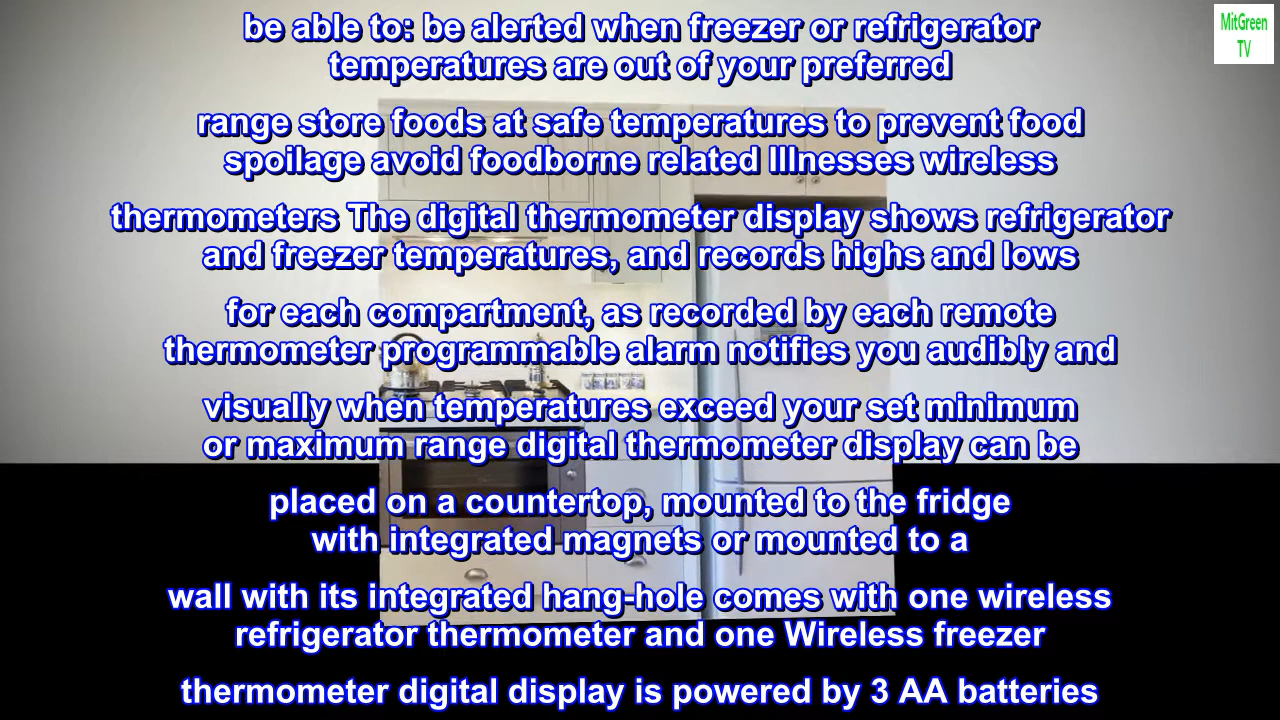 be able to: be alerted when freezer or refrigerator
temperatures are out of your preferred
range store foods at safe temperatures to prevent food
spoilage avoid foodborne related Illnesses wireless
thermometers The digital thermometer display shows refrigerator
and freezer temperatures, and records highs and lows
for each compartment, as recorded by each remote
thermometer programmable alarm notifies you audibly and
visually when temperatures exceed your set minimum
or maximum range digital thermometer display can be
placed on a countertop, mounted to the fridge
with integrated magnets or mounted to a
wall with its integrated hang-hole comes with one wireless
refrigerator thermometer and one Wireless freezer
thermometer digital display is powered by 3 AA batteries
MitGreen
TV